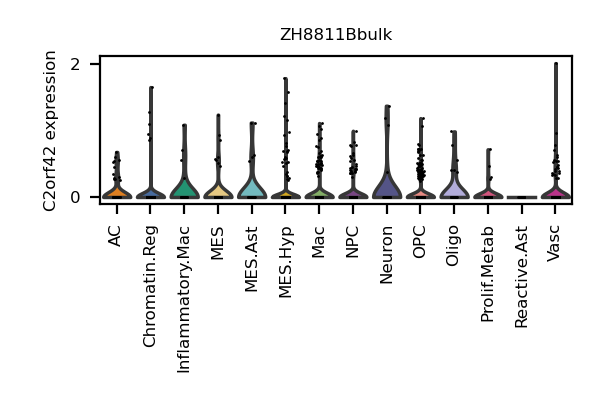 ZH8811Bbulk
C2orf42 expression
2
0
AC
Chromatin.Reg
Inflammatory.Mac
MES
MES.Ast
MES.Hyp
Mac
NPC
Neuron
OPC
Oligo
Prolif.Metab
Reactive.Ast
Vasc